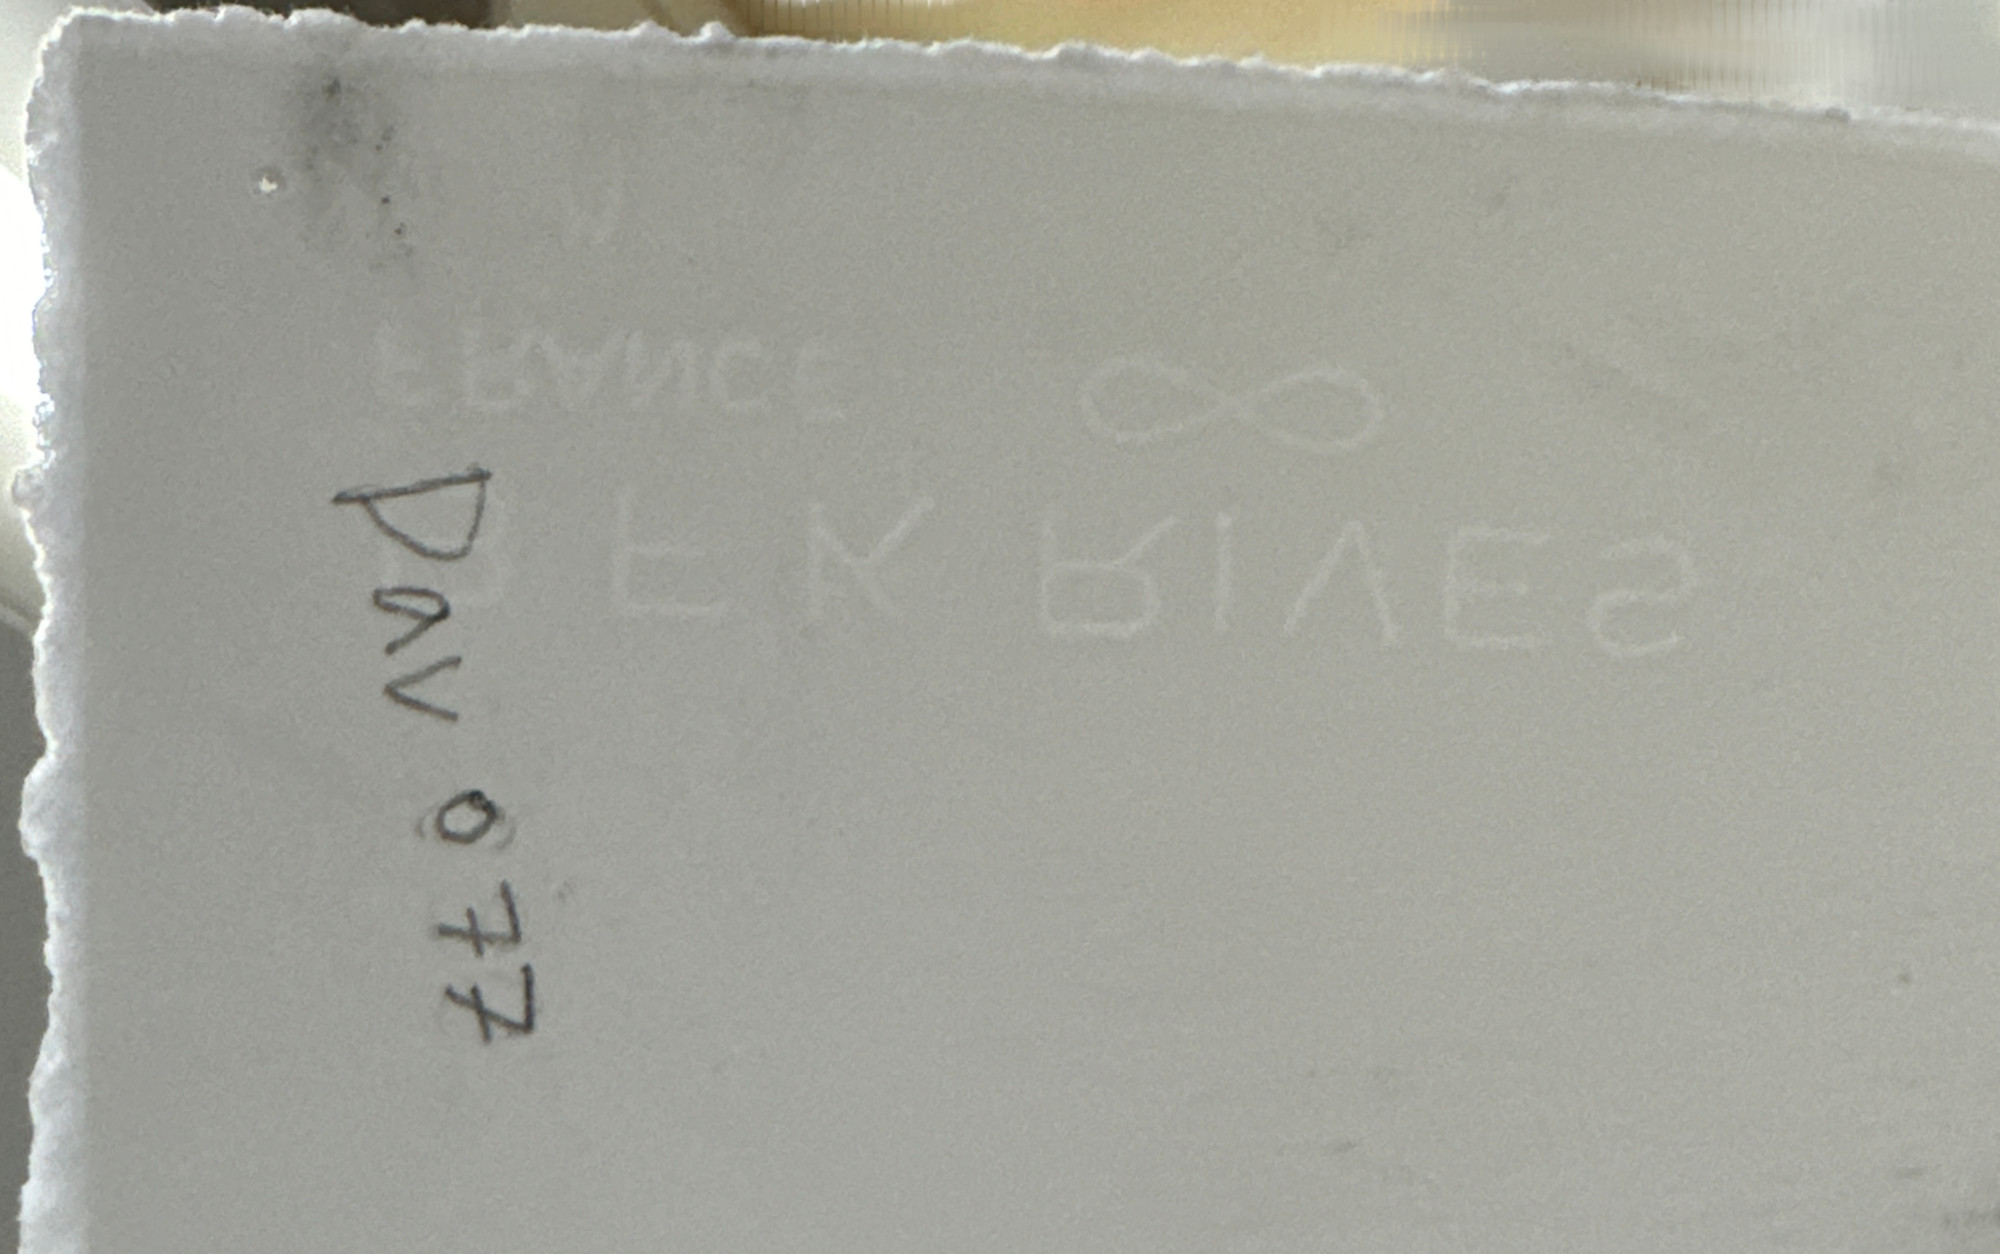 BFK RIVES ∞
FRANCE
Dav 077